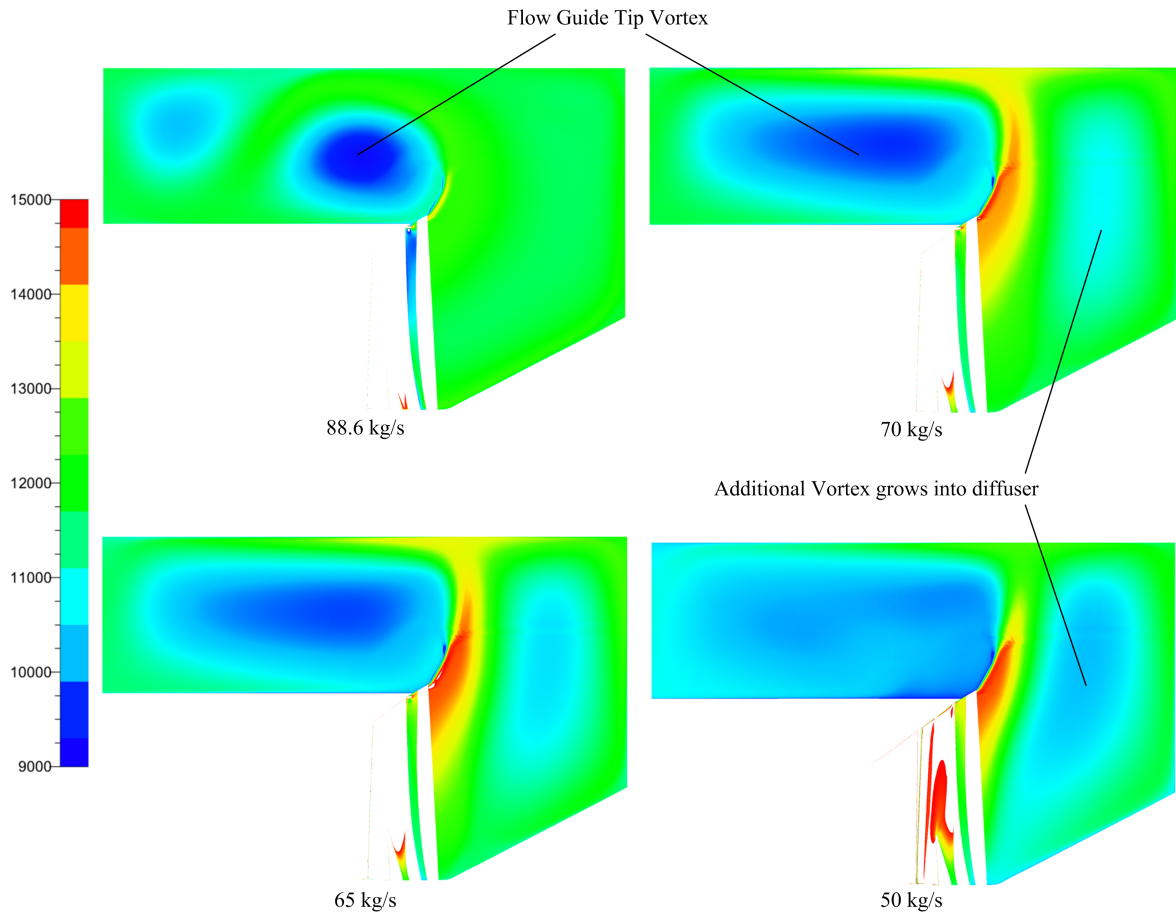 Flow Guide Tip Vortex
15000
14000
13000
12000
11000
10000
9000
88.6 kg/s
70 kg/s
Additional Vortex grows into diffuser
65 kg/s
50 kg/s